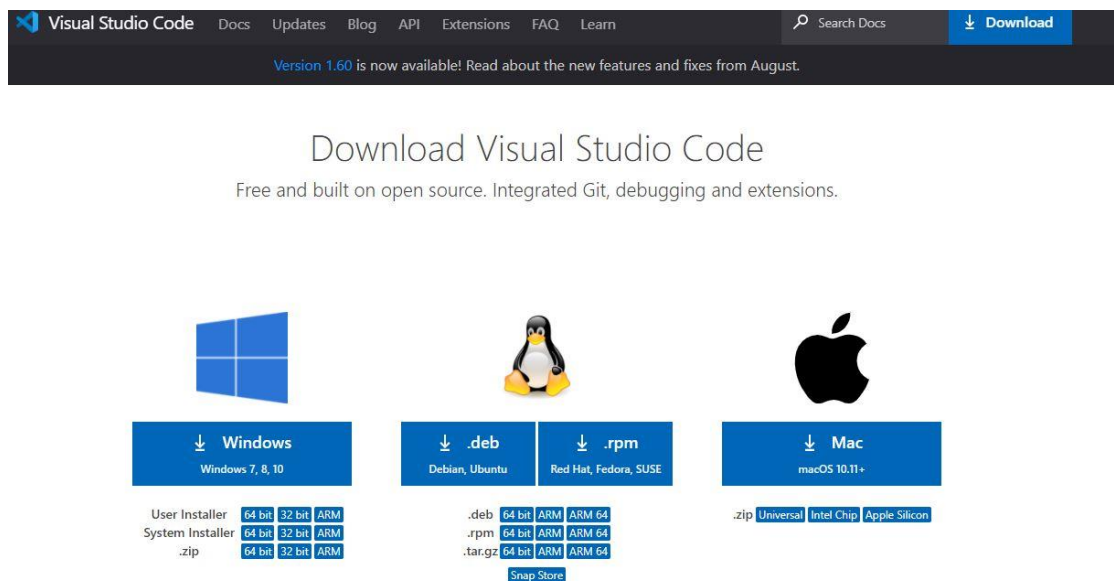 Visual Studio Code Docs Updates Blog API Extensions FAQ Learn Search Docs Download
Version 1.60 is now available! Read about the new features and fixes from August.
Download Visual Studio Code
Free and built on open source. Integrated Git, debugging and extensions.
Windows
Windows 7, 8, 10
User Installer 64 bit 32 bit ARM
System Installer 64 bit 32 bit ARM
.zip 64 bit 32 bit ARM
.deb
Debian, Ubuntu
.rpm
Red Hat, Fedora, SUSE
.deb 64 bit ARM ARM 64
.rpm 64 bit ARM ARM 64
.tar.gz 64 bit ARM ARM 64
Snap Store
Mac
macOS 10.11+
.zip Universal Intel Chip Apple Silicon